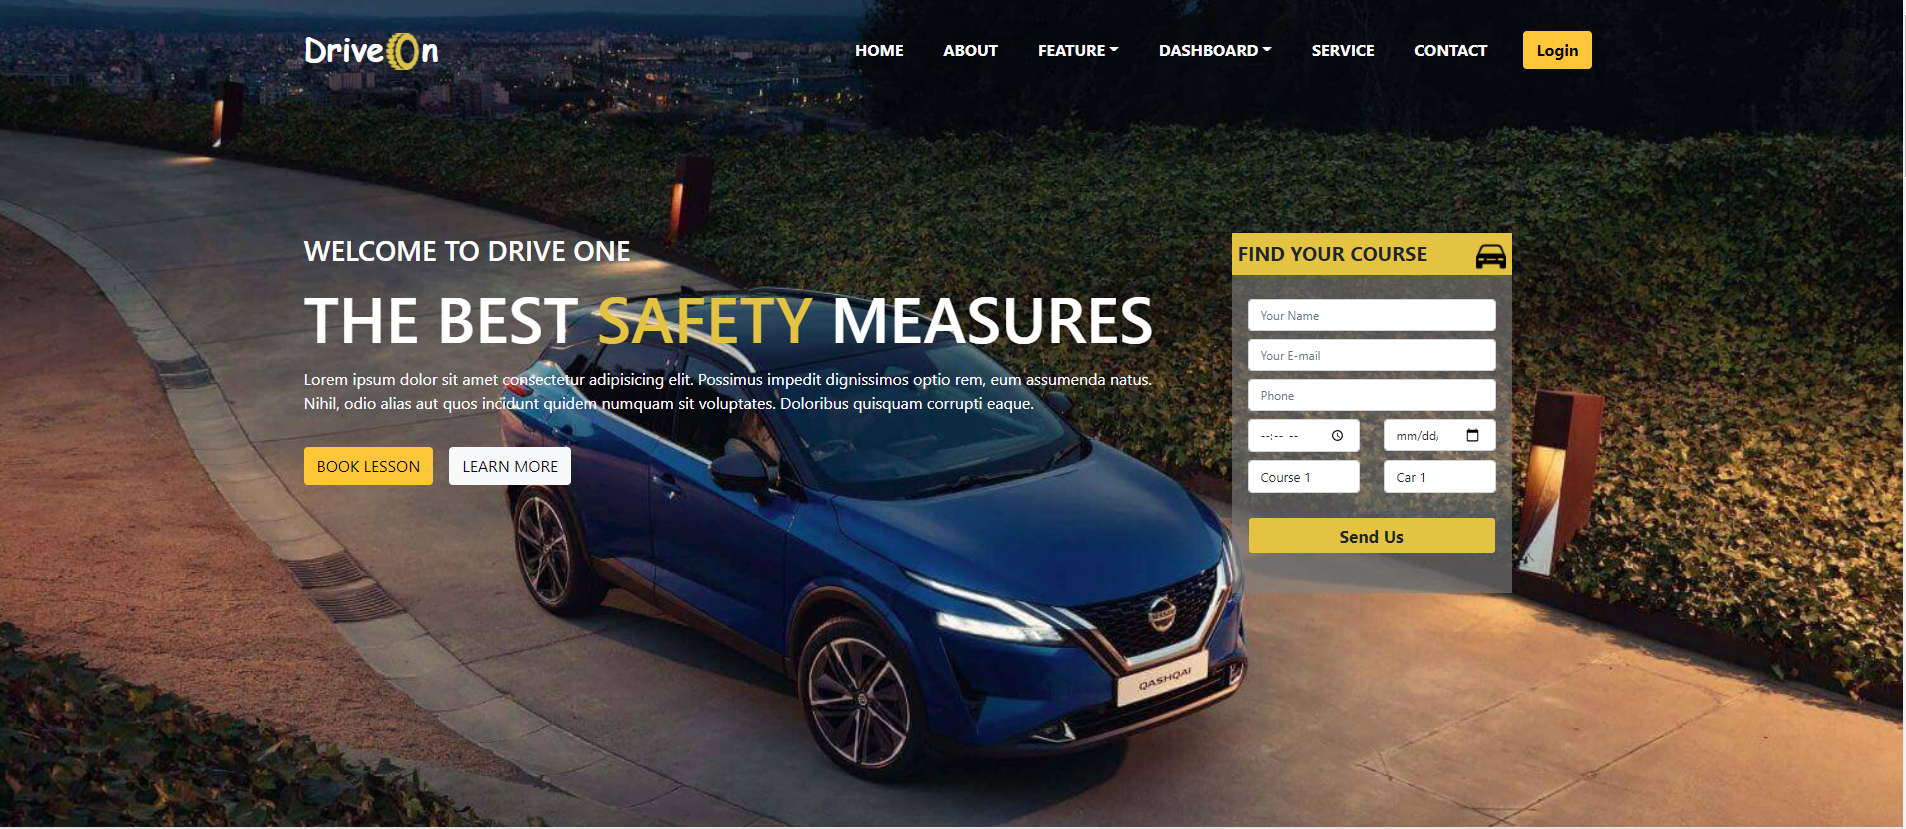 DriveOn
HOME ABOUT FEATURE DASHBOARD SERVICE CONTACT Login
WELCOME TO DRIVE ONE
THE BEST SAFETY MEASURES
Lorem ipsum dolor sit amet consectetur adipisicing elit. Possimus impedit dignissimos optio rem, eum assumenda natus.
Nihil, odio alias aut quos incidunt quidem numquam sit voluptates. Doloribus quisquam corrupti eaque.
BOOK LESSON LEARN MORE
FIND YOUR COURSE
Your Name
Your E-mail
Phone
--:-- -- mm/dd/
Course 1 Car 1
Send Us
NISSAN
QASHQAI